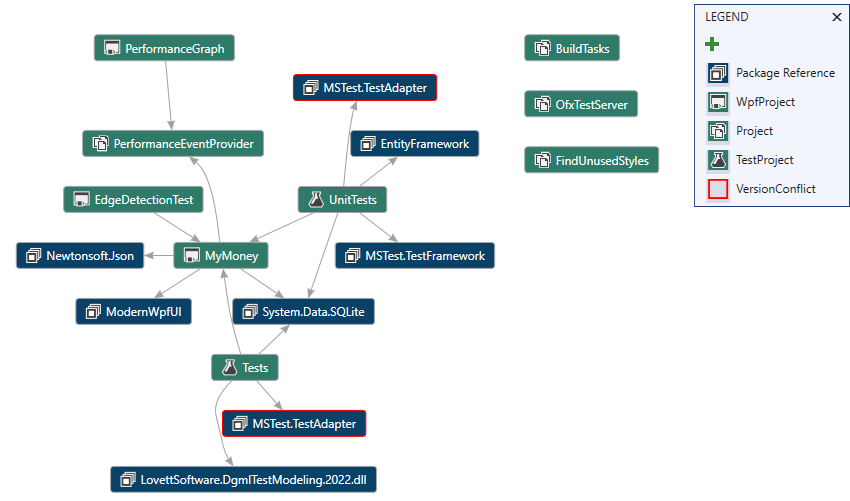 PerformanceGraph
BuildTasks
MSTest.TestAdapter
OfxTestServer
PerformanceEventProvider
EntityFramework
FindUnusedStyles
EdgeDetectionTest
UnitTests
Newtonsoft.Json
MyMoney
MSTest.TestFramework
ModernWpfUI
System.Data.SQLite
Tests
MSTest.TestAdapter
LovettSoftware.DgmlTestModeling.2022.dll
LEGEND
Package Reference
WpfProject
Project
TestProject
VersionConflict